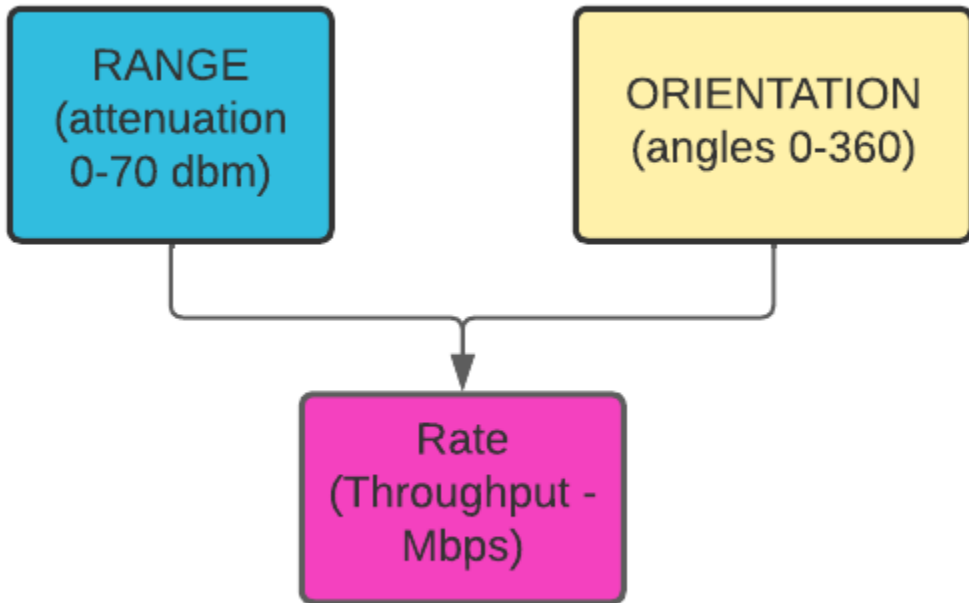 RANGE
(attenuation
0-70 dbm)
ORIENTATION
(angles 0-360)
Rate
(Throughput -
Mbps)